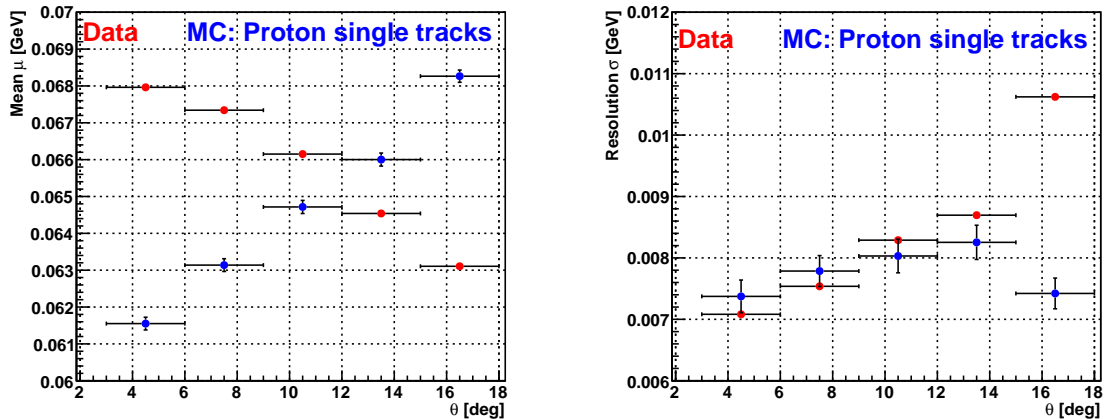 Data MC: Proton single tracks
Mean μ [GeV]
0.07
0.069
0.068
0.067
0.066
0.065
0.064
0.063
0.062
0.061
0.06
2 4 6 8 10 12 14 16 18
θ [deg]
Data MC: Proton single tracks
Resolution σ [GeV]
0.012
0.011
0.01
0.009
0.008
0.007
0.006
2 4 6 8 10 12 14 16 18
θ [deg]